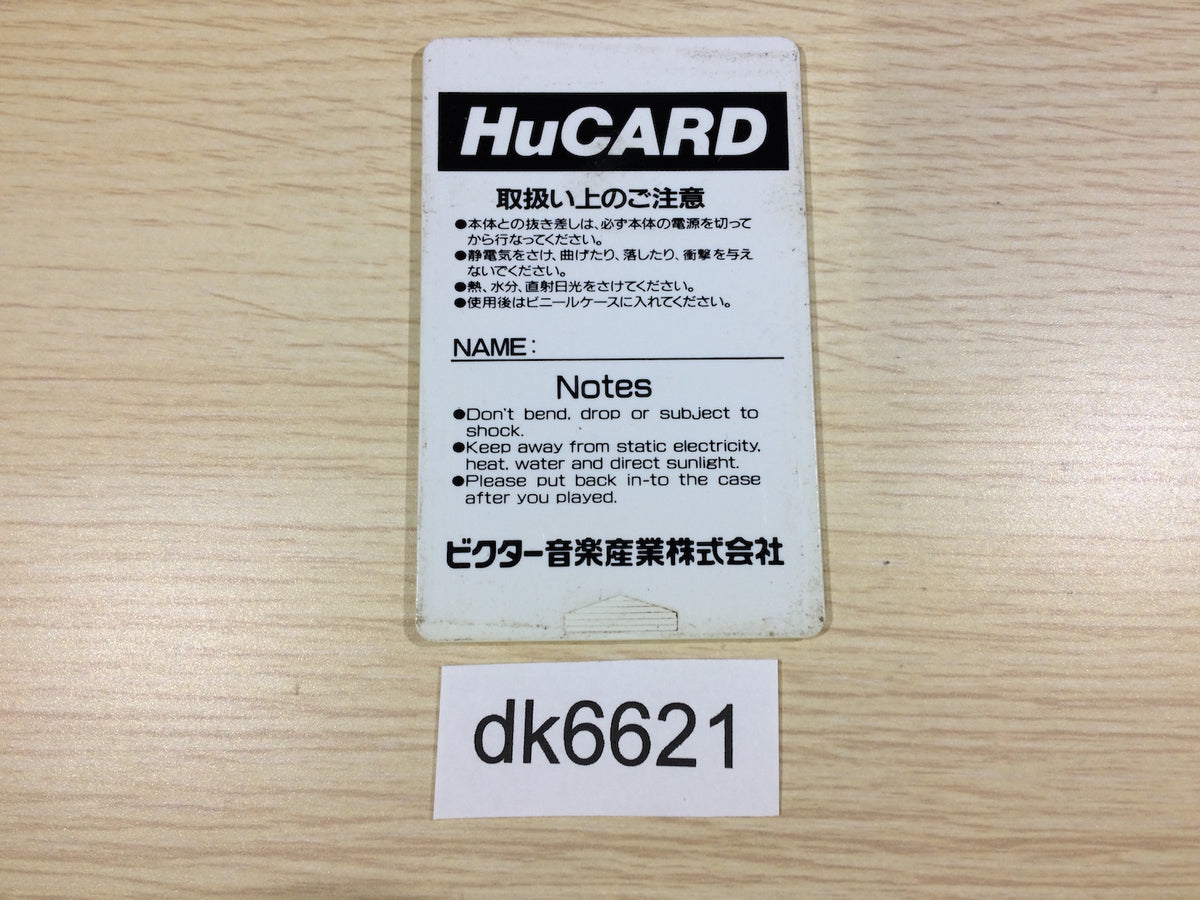 HuCARD
取扱い上のご注意
●本体との抜き差しは、必ず本体の電源を切って
から行なってください。
●静電気をさけ、曲げたり、落したり、衝撃を与え
ないでください。
●熱、水分、直射日光をさけてください。
●使用後はビニールケースに入れてください。
NAME:
Notes
●Don't bend, drop or subject to
shock.
●Keep away from static electricity,
heat, water and direct sunlight.
●Please put back in-to the case
after you played.
ビクター音楽産業株式会社
dk6621